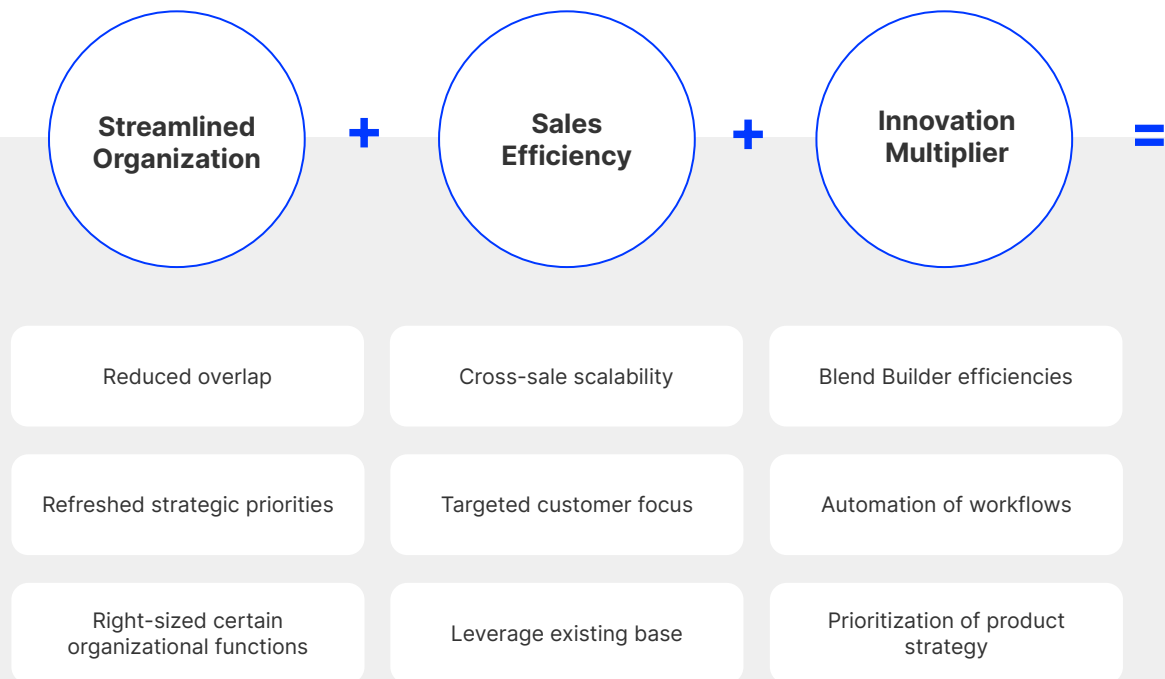 Streamlined
Organization
+
Sales
Efficiency
+
Innovation
Multiplier
=
Reduced overlap
Cross-sale scalability
Blend Builder efficiencies
Refreshed strategic priorities
Targeted customer focus
Automation of workflows
Right-sized certain
organizational functions
Leverage existing base
Prioritization of product
strategy